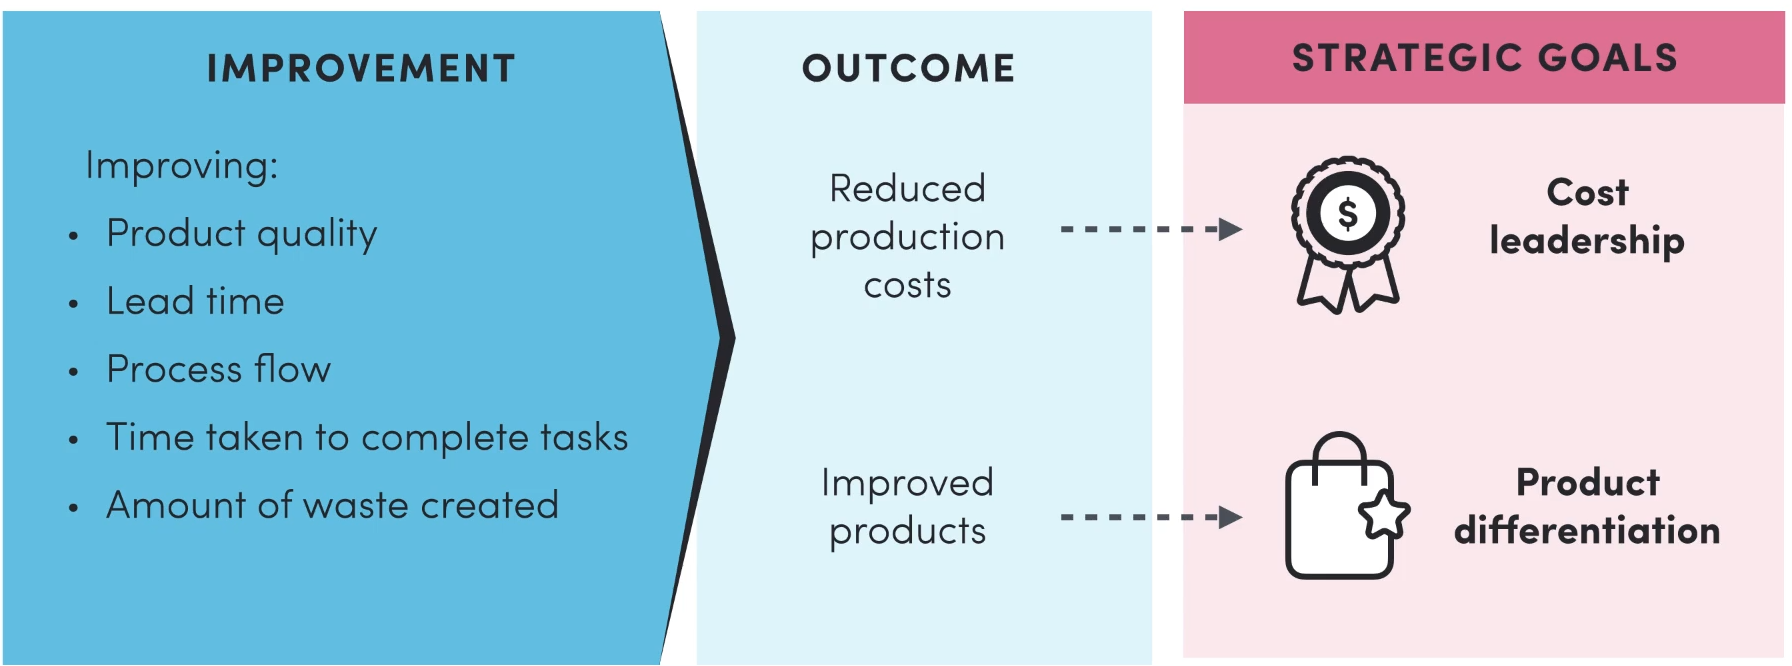 IMPROVEMENT
Improving:
• Product quality
• Lead time
• Process flow
• Time taken to complete tasks
• Amount of waste created
OUTCOME
Reduced
production
costs
Improved
products
STRATEGIC GOALS
$
Cost
leadership
Product
differentiation